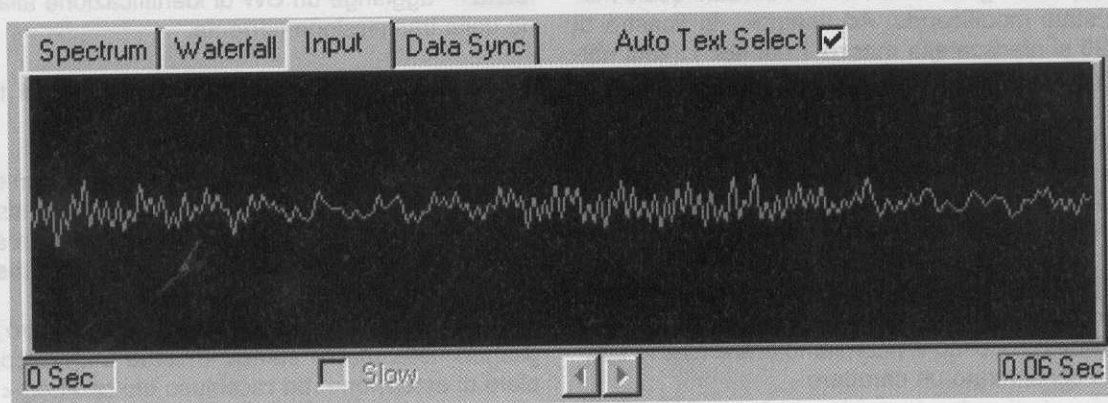 Spectrum Waterfall Input Data Sync Auto Text Select
0 Sec Slow 0.06 Sec